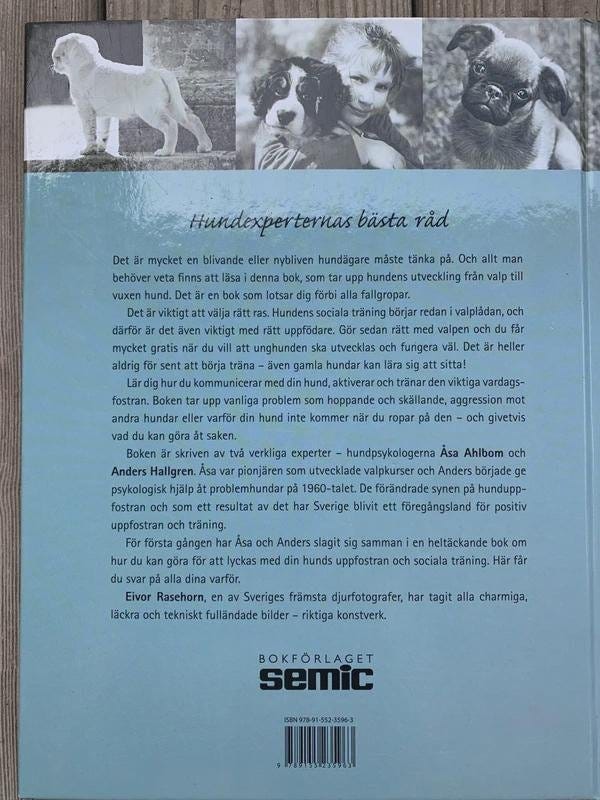 Hundexperternas bästa råd
Det är mycket en blivande eller nybliven hundägare måste tänka på. Och allt man
behöver veta finns att läsa i denna bok, som tar upp hundens utveckling från valp till
vuxen hund. Det är en bok som lotsar dig förbi alla fallgropar.
Det är viktigt att välja rätt ras. Hundens sociala träning börjar redan i valplådan, och
därför är det även viktigt med rätt uppfödare. Gör sedan rätt med valpen och du får
mycket gratis när du vill att unghunden ska utvecklas och fungera väl. Det är heller
aldrig för sent att börja träna – även gamla hundar kan lära sig att sitta!
Lär dig hur du kommunicerar med din hund, aktiverar och tränar den viktiga vardags-
fostran. Boken tar upp vanliga problem som hoppande och skällande, aggression mot
andra hundar eller varför din hund inte kommer när du ropar på den – och givetvis
vad du kan göra åt saken.
Boken är skriven av två verkliga experter – hundpsykologerna Åsa Ahlbom och
Anders Hallgren. Åsa var pionjären som utvecklade valpkurser och Anders började ge
psykologisk hjälp åt problemhundar på 1960-talet. De förändrade synen på hundupp-
fostran och som ett resultat av det har Sverige blivit ett föregångsland för positiv
uppfostran och träning.
För första gången har Åsa och Anders slagit sig samman i en heltäckande bok om
hur du kan göra för att lyckas med din hunds uppfostran och sociala träning. Här får
du svar på alla dina varför.
Eivor Rasehorn, en av Sveriges främsta djurfotografer, har tagit alla charmiga,
läckra och tekniskt fulländade bilder – riktiga konstverk.
BOKFÖRLAGET
semic
ISBN 978-91-552-3596-3
9 789155 235963